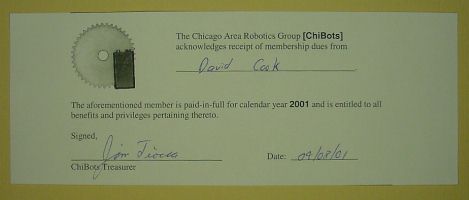 The Chicago Area Robotics Group [ChiBots]
acknowledges receipt of membership dues from
David Cook
The aforementioned member is paid-in-full for calendar year 2001 and is entitled to all
benefits and privileges pertaining thereto.
Signed,
Jim
Date: 04/08/01
ChiBots Treasurer